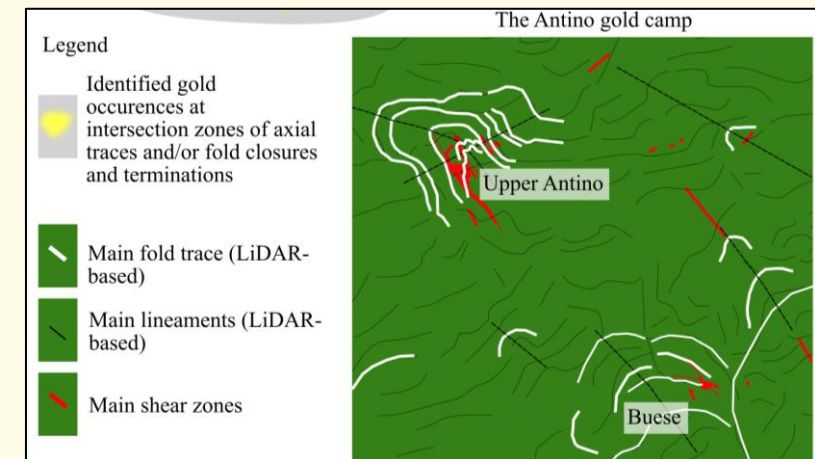 The Antino gold camp
Legend
Identified gold
occurences at
intersection zones of axial
traces and/or fold closures
and terminations
Main fold trace (LiDAR-
based)
Main lineaments (LiDAR-
based)
Main shear zones
Upper Antino
Buese